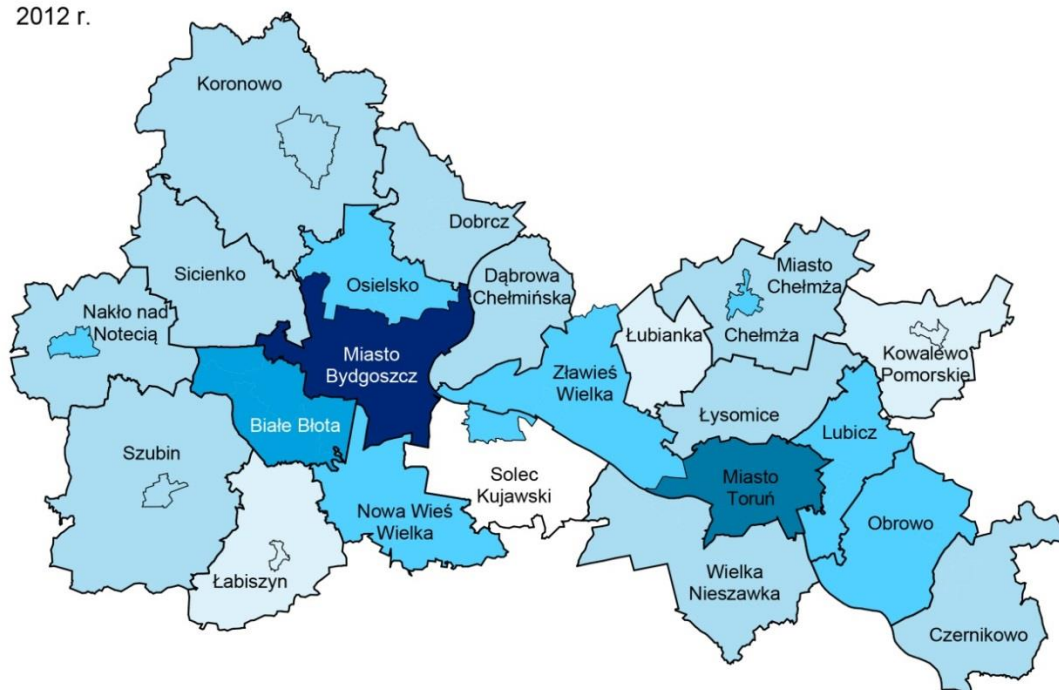 2012 r.
Koronowo
Dobrcz
Sicienko
Osielsko
Dąbrowa
Chełmińska
Miasto
Chełmża
Nakło nad
Notecią
Łubianka
Chełmża
Kowalewo
Pomorskie
Miasto
Bydgoszcz
Zławieś
Wielka
Łysomice
Białe Błota
Lubicz
Szubin
Solec
Kujawski
Miasto
Toruń
Nowa Wieś
Wielka
Obrowo
Łabiszyn
Wielka
Nieszawka
Czernikowo